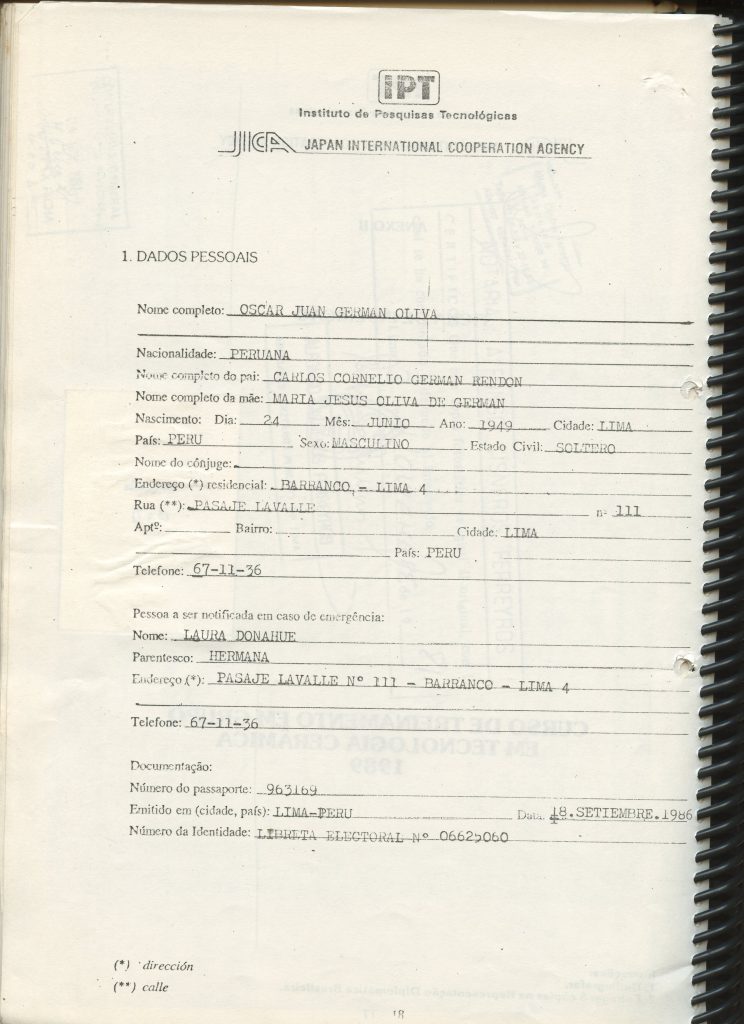 IPT
Instituto de Pesquisas Tecnológicas
JICA JAPAN INTERNATIONAL COOPERATION AGENCY
1. DADOS PESSOAIS
Nome completo: OSCAR JUAN GERMAN OLIVA
Nacionalidade: PERUANA
Nome completo do pai: CARLOS CORNELIO GERMAN RENDON
Nome completo da mãe: MARIA JESUS OLIVA DE GERMAN
Nascimento: Dia: 24 Mês: JUNIO Ano: 1949 Cidade: LIMA
País: PERU Sexo: MASCULINO Estado Civil: SOLTERO
Nome do cônjuge:
Endereço (*) residencial: BARRANCO, - LIMA 4
Rua (**): PASAJE LAVALLE nº 111
Aptº: Bairro: Cidade: LIMA
País: PERU
Telefone: 67-11-36
Pessoa a ser notificada em caso de emergência:
Nome: LAURA DONAHUE
Parentesco: HERMANA
Endereço (*): PASAJE LAVALLE Nº 111 - BARRANCO - LIMA 4
Telefone: 67-11-36
Documentação:
Número do passaporte: 963169
Emitido em (cidade, país): LIMA-PERU Data: 18.SETIEMBRE.1986
Número da Identidade: LIBRETA ELECTORAL Nº 06625060
(*) dirección
(**) calle
18